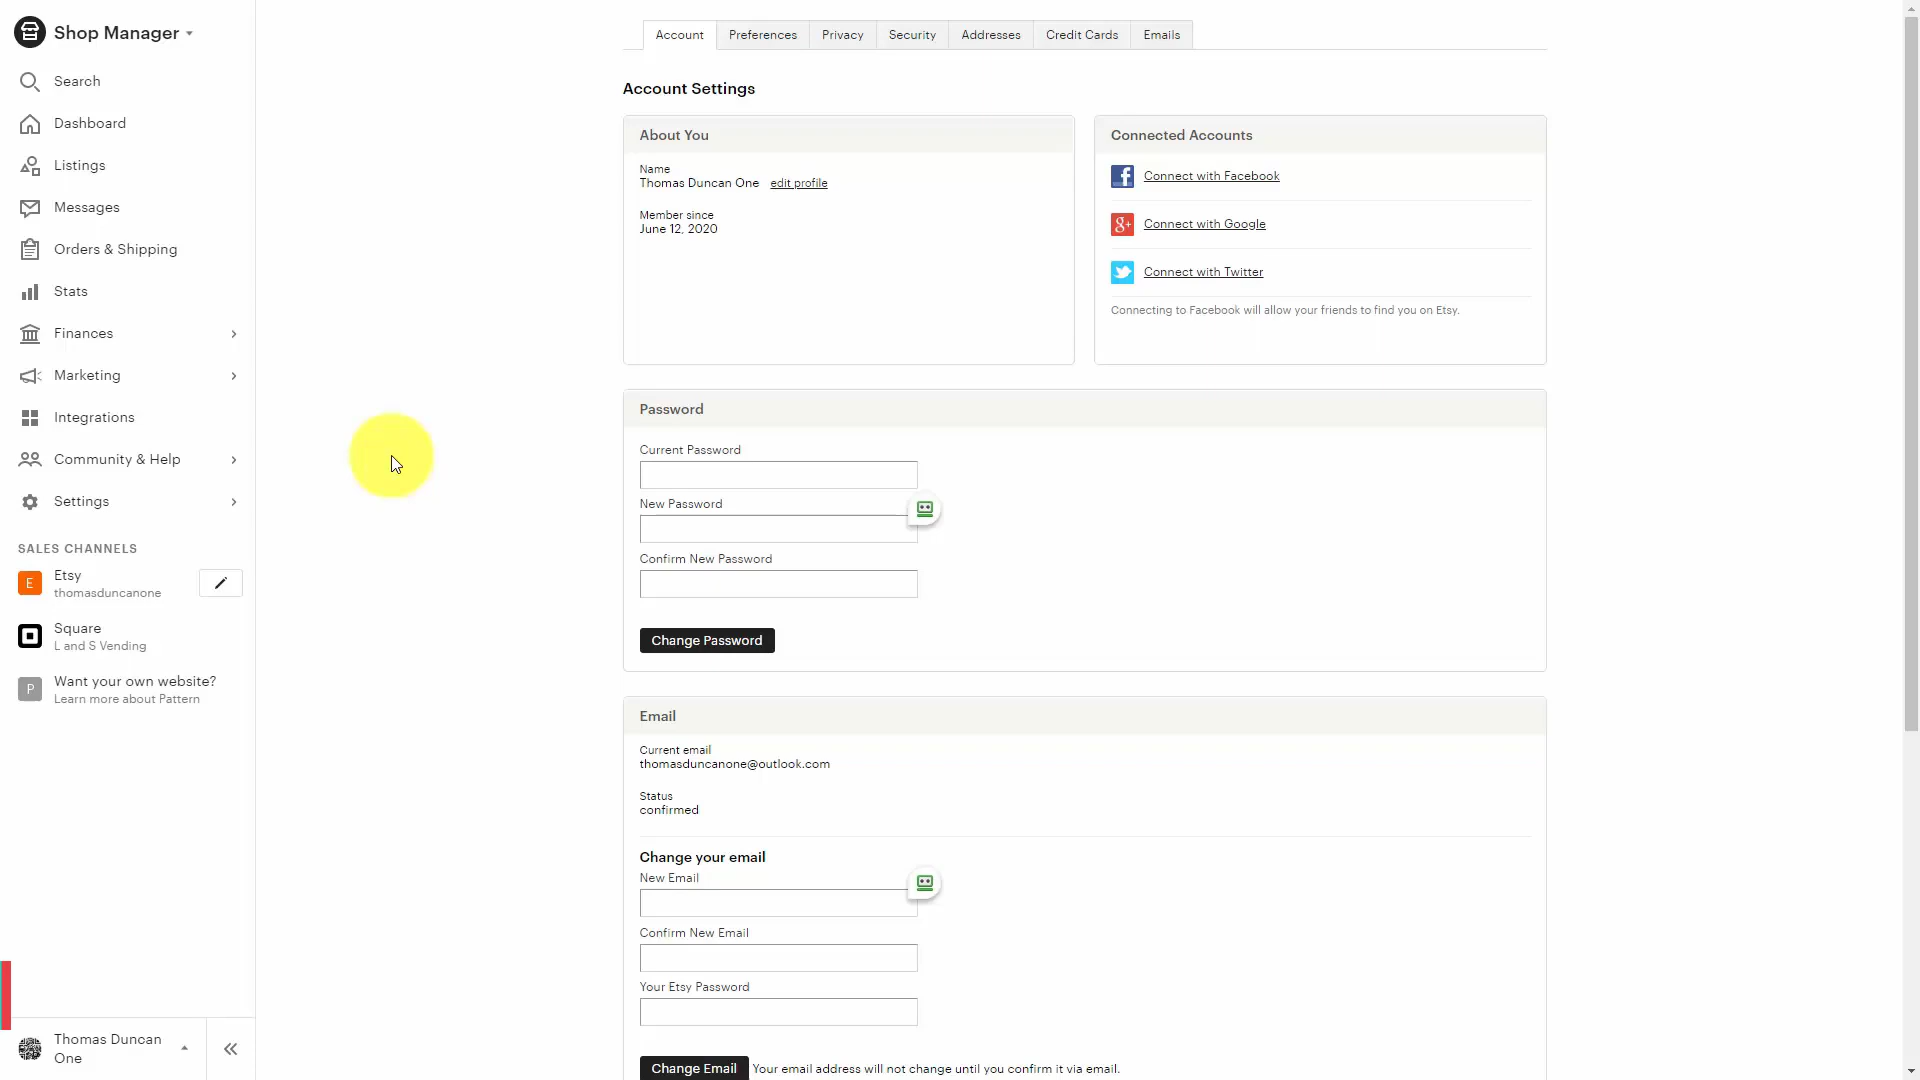 Shop Manager
Search
Dashboard
Listings
Messages
Orders & Shipping
Stats
Finances
Marketing
Integrations
Community & Help
Settings
SALES CHANNELS
E
Etsy
thomasduncanone
Square
L and S Vending
P
Want your own website?
Learn more about Pattern
Thomas Duncan
One
Account
Preferences
Privacy
Security
Addresses
Credit Cards
Emails
Account Settings
About You
Name
Thomas Duncan One edit profile
Member since
June 12, 2020
Connected Accounts
f Connect with Facebook
g+ Connect with Google
Connect with Twitter
Connecting to Facebook will allow your friends to find you on Etsy.
Password
Current Password
New Password
Confirm New Password
Change Password
Email
Current email
thomasduncanone@outlook.com
Status
confirmed
Change your email
New Email
Confirm New Email
Your Etsy Password
Change Email Your email address will not change until you confirm it via email.